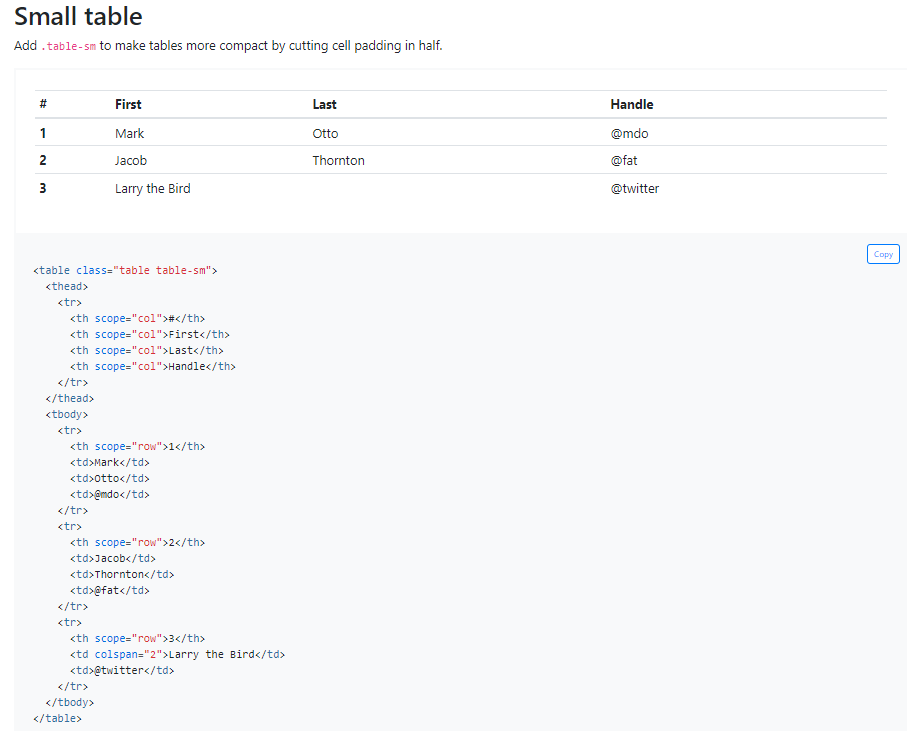 Small table
Add .table-sm to make tables more compact by cutting cell padding in half.
# First Last Handle
1 Mark Otto @mdo
2 Jacob Thornton @fat
3 Larry the Bird @twitter
Copy
<table class="table table-sm">
  <thead>
    <tr>
      <th scope="col">#</th>
      <th scope="col">First</th>
      <th scope="col">Last</th>
      <th scope="col">Handle</th>
    </tr>
  </thead>
  <tbody>
    <tr>
      <th scope="row">1</th>
      <td>Mark</td>
      <td>Otto</td>
      <td>@mdo</td>
    </tr>
    <tr>
      <th scope="row">2</th>
      <td>Jacob</td>
      <td>Thornton</td>
      <td>@fat</td>
    </tr>
    <tr>
      <th scope="row">3</th>
      <td colspan="2">Larry the Bird</td>
      <td>@twitter</td>
    </tr>
  </tbody>
</table>